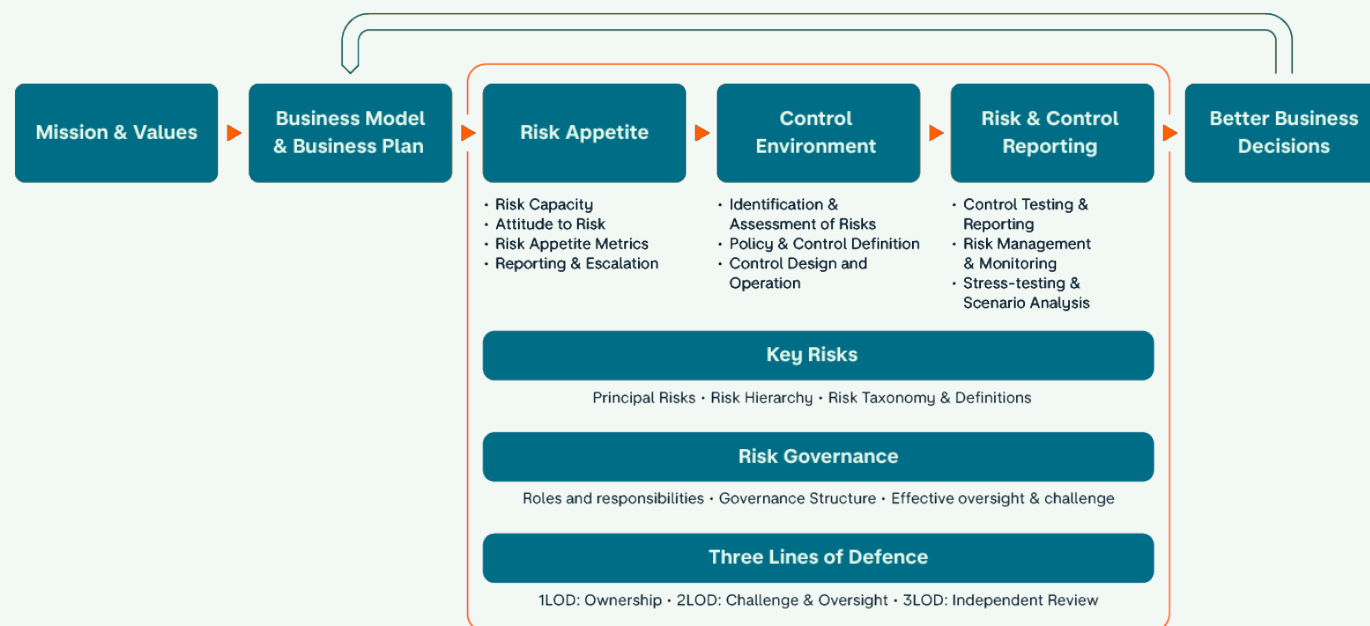 Mission & Values
Business Model
& Business Plan
Risk Appetite
Control
Environment
Risk & Control
Reporting
Better Business
Decisions
· Risk Capacity
· Attitude to Risk
· Risk Appetite Metrics
· Reporting & Escalation
· Identification &
Assessment of Risks
· Policy & Control Definition
· Control Design and
Operation
· Control Testing &
Reporting
· Risk Management
& Monitoring
· Stress-testing &
Scenario Analysis
Key Risks
Principal Risks · Risk Hierarchy · Risk Taxonomy & Definitions
Risk Governance
Roles and responsibilities · Governance Structure · Effective oversight & challenge
Three Lines of Defence
1LOD: Ownership · 2LOD: Challenge & Oversight · 3LOD: Independent Review